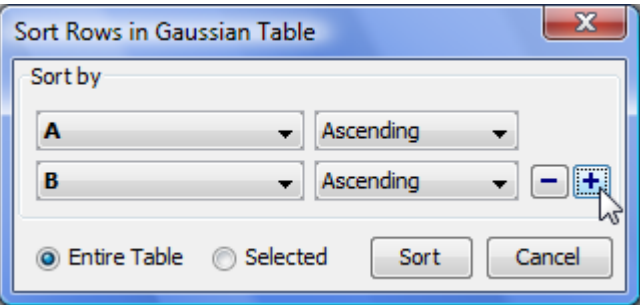 Sort Rows in Gaussian Table
Sort by
A Ascending
B Ascending
Entire Table Selected Sort Cancel